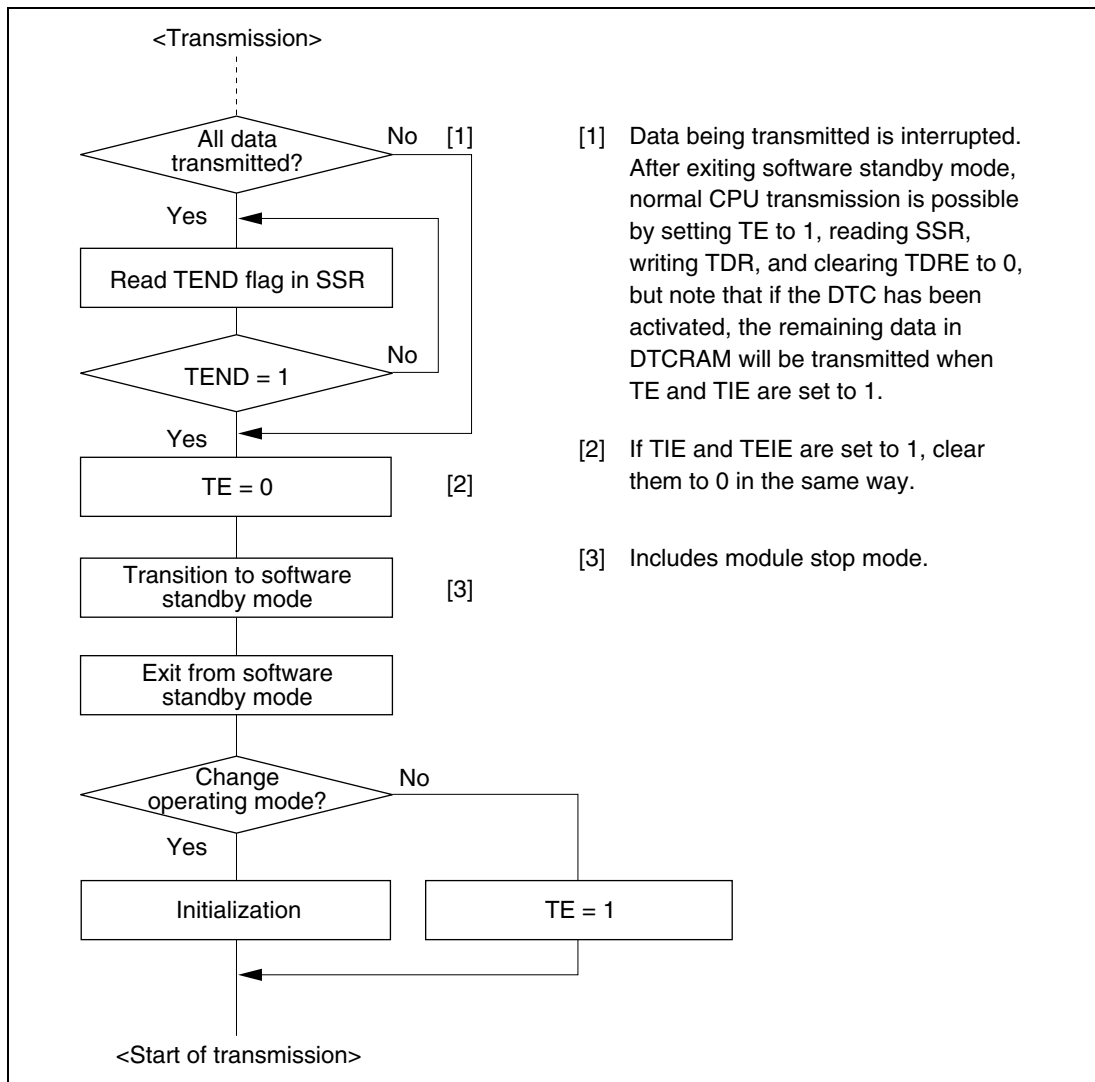 <Transmission>
All data
transmitted?
No [1]
Yes
Read TEND flag in SSR
No
TEND = 1
Yes
TE = 0
[2]
Transition to software
standby mode
[3]
Exit from software
standby mode
Change
operating mode?
No
Yes
Initialization
TE = 1
<Start of transmission>
[1] Data being transmitted is interrupted.
After exiting software standby mode,
normal CPU transmission is possible
by setting TE to 1, reading SSR,
writing TDR, and clearing TDRE to 0,
but note that if the DTC has been
activated, the remaining data in
DTCRAM will be transmitted when
TE and TIE are set to 1.
[2] If TIE and TEIE are set to 1, clear
them to 0 in the same way.
[3] Includes module stop mode.